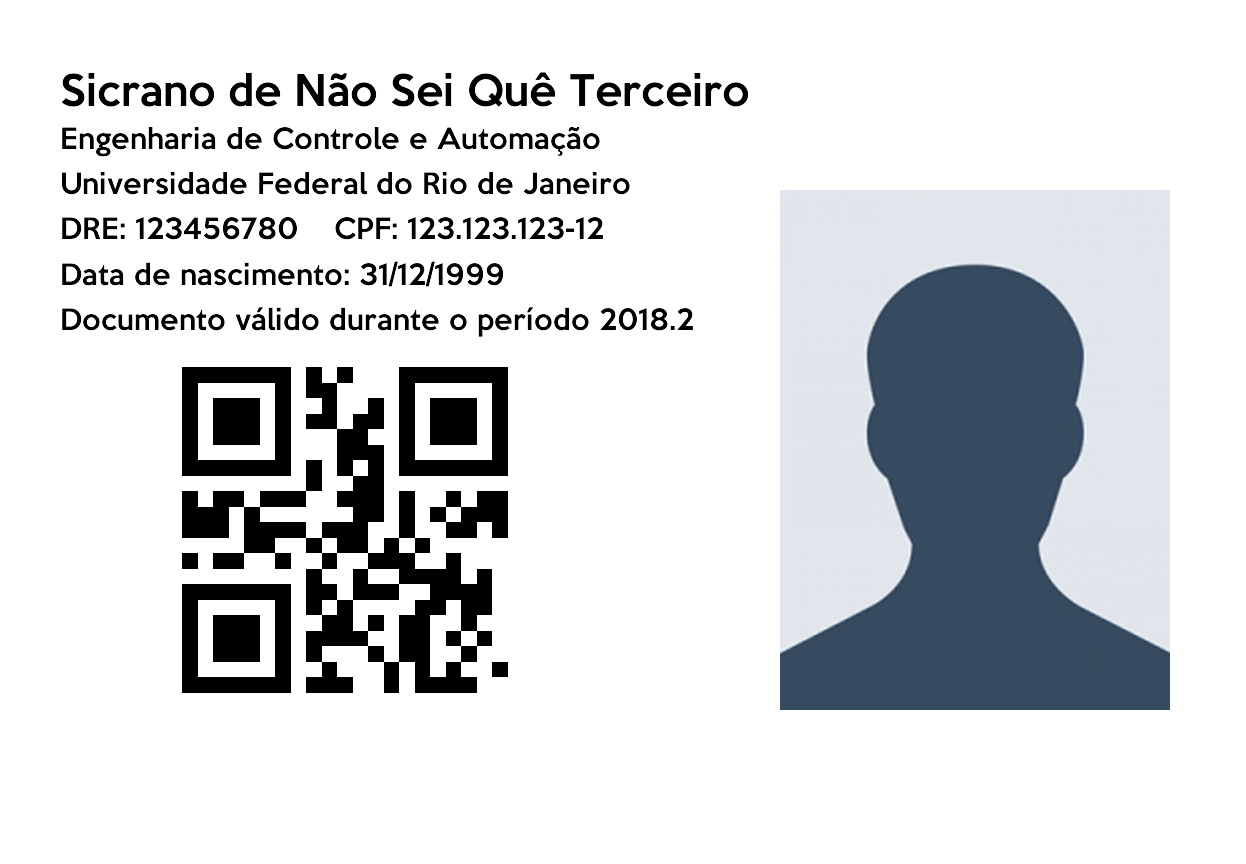 Sicrano de Não Sei Quê Terceiro
Engenharia de Controle e Automação
Universidade Federal do Rio de Janeiro
DRE: 123456780 CPF: 123.123.123-12
Data de nascimento: 31/12/1999
Documento válido durante o período 2018.2